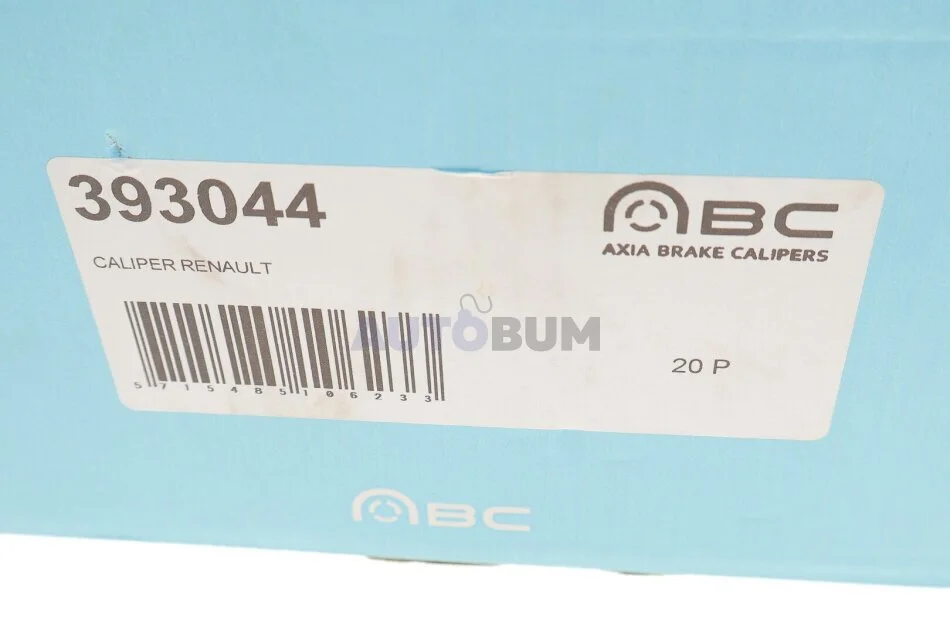 393044
ABC
AXIA BRAKE CALIPERS
CALIPER RENAULT
AUTOBUM
5715485106233
20 P
ABC